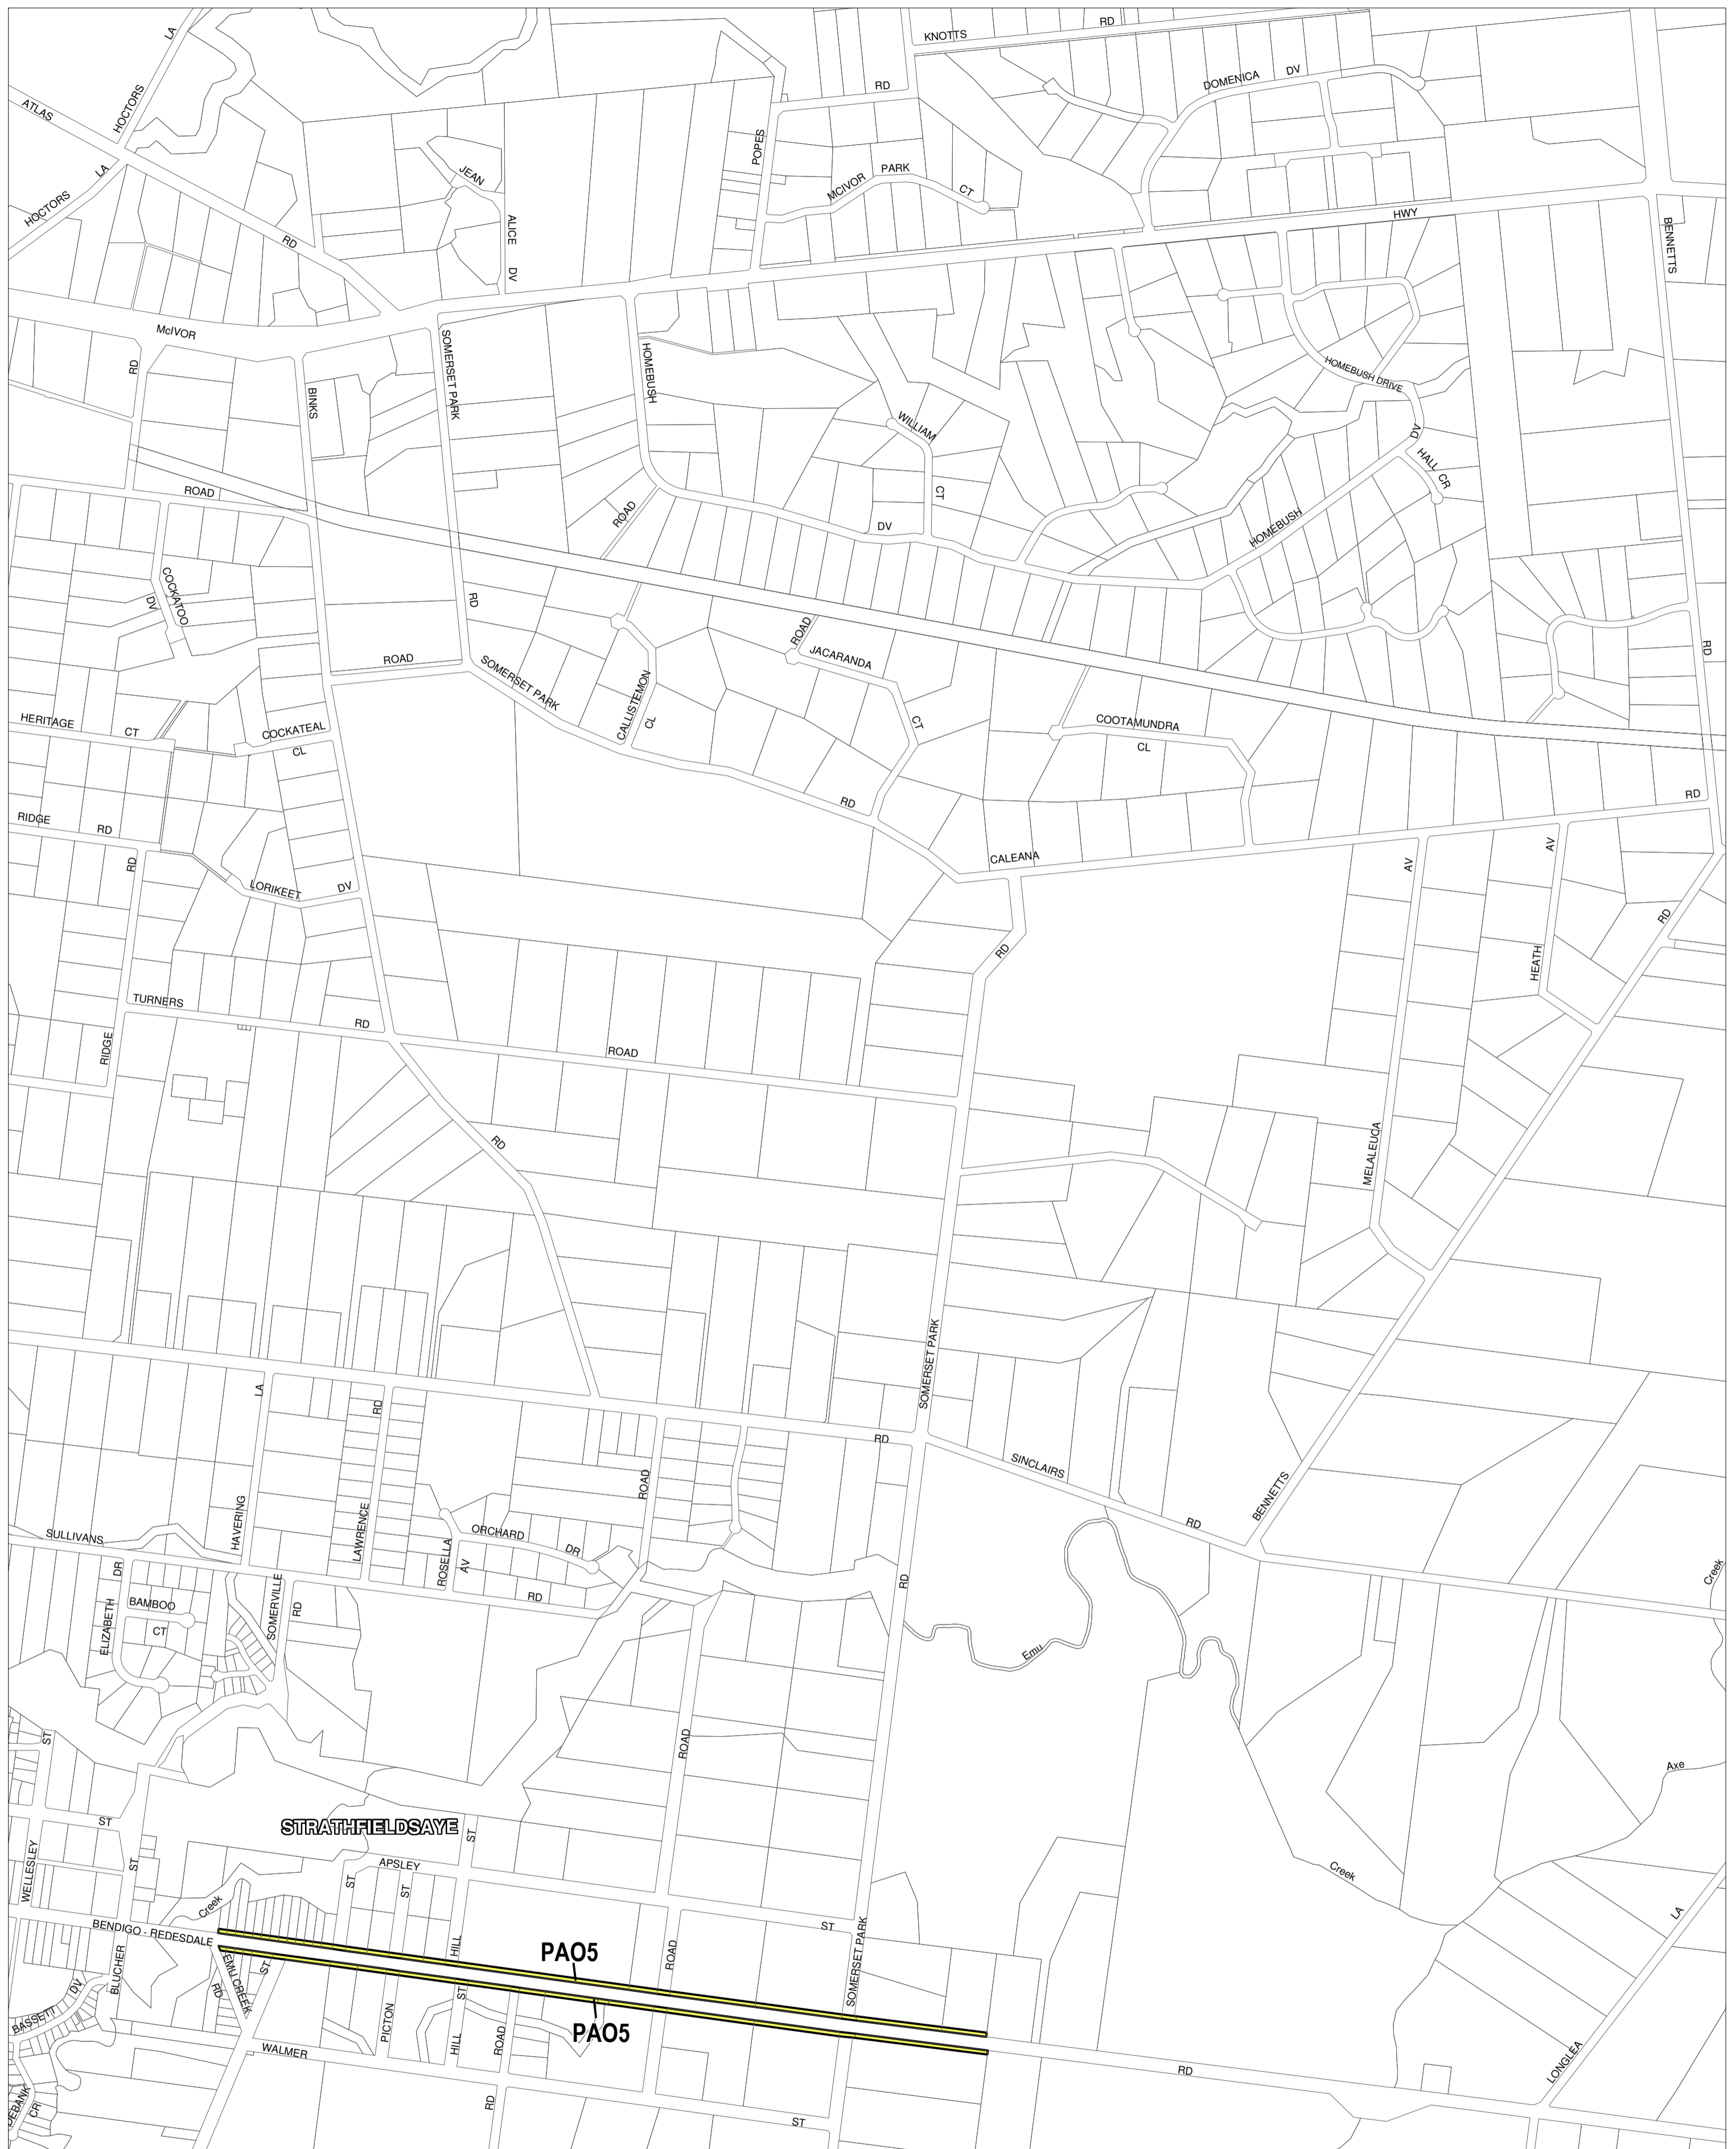 LA
KNOTTS
RD
ATLAS
HOCTORS
RD
DOMENICA
DV
POPES
LA
HOCTORS
JEAN
MCIVOR
PARK
CT
RD
ALICE
DV
HWY
BENNETTS
McIVOR
RD
BINKS
SOMERSET PARK
HOMEBUSH
HOMEBUSH DRIVE
WILLIAM
CT
DV
DV
HALL CR
ROAD
ROAD
HOMEBUSH
COCKATOO
DV
RD
ROAD
SOMERSET PARK
CALLISTEMON
CL
ROAD
JACARANDA
CT
RD
HERITAGE
CT
COCKATEAL
CL
COOTAMUNDRA
CL
RD
RD
RIDGE
RD
RD
CALEANA
AV
AV
LORIKEET
DV
RD
HEATH
RD
TURNERS
RD
RIDGE
ROAD
RD
MELALEUCA
SOMERSET PARK
LA
RD
RD
SINCLAIRS
RD
BENNETTS
ROAD
HAVERING
LAWRENCE
SULLIVANS
ORCHARD
DR
ROSELLA
AV
RD
DR
BAMBOO
CT
ELIZABETH
SOMERVILLE
RD
RD
Emu
Creek
ST
ROAD
Axe
STRATHFIELDSAYE
ST
ST
WELLESLEY
ST
APSLEY
ST
ST
Creek
Creek
LA
BENDIGO - REDESDALE
ST
SOMERSET PARK
HILL
PAO5
ROAD
BLUCHER
EMU CREEK
RD
ST
DV
BASSETT
PICTON
ST
HILL
ROAD
PAO5
WALMER
RD
LONGLEA
DEBANK
CR
RD
ST